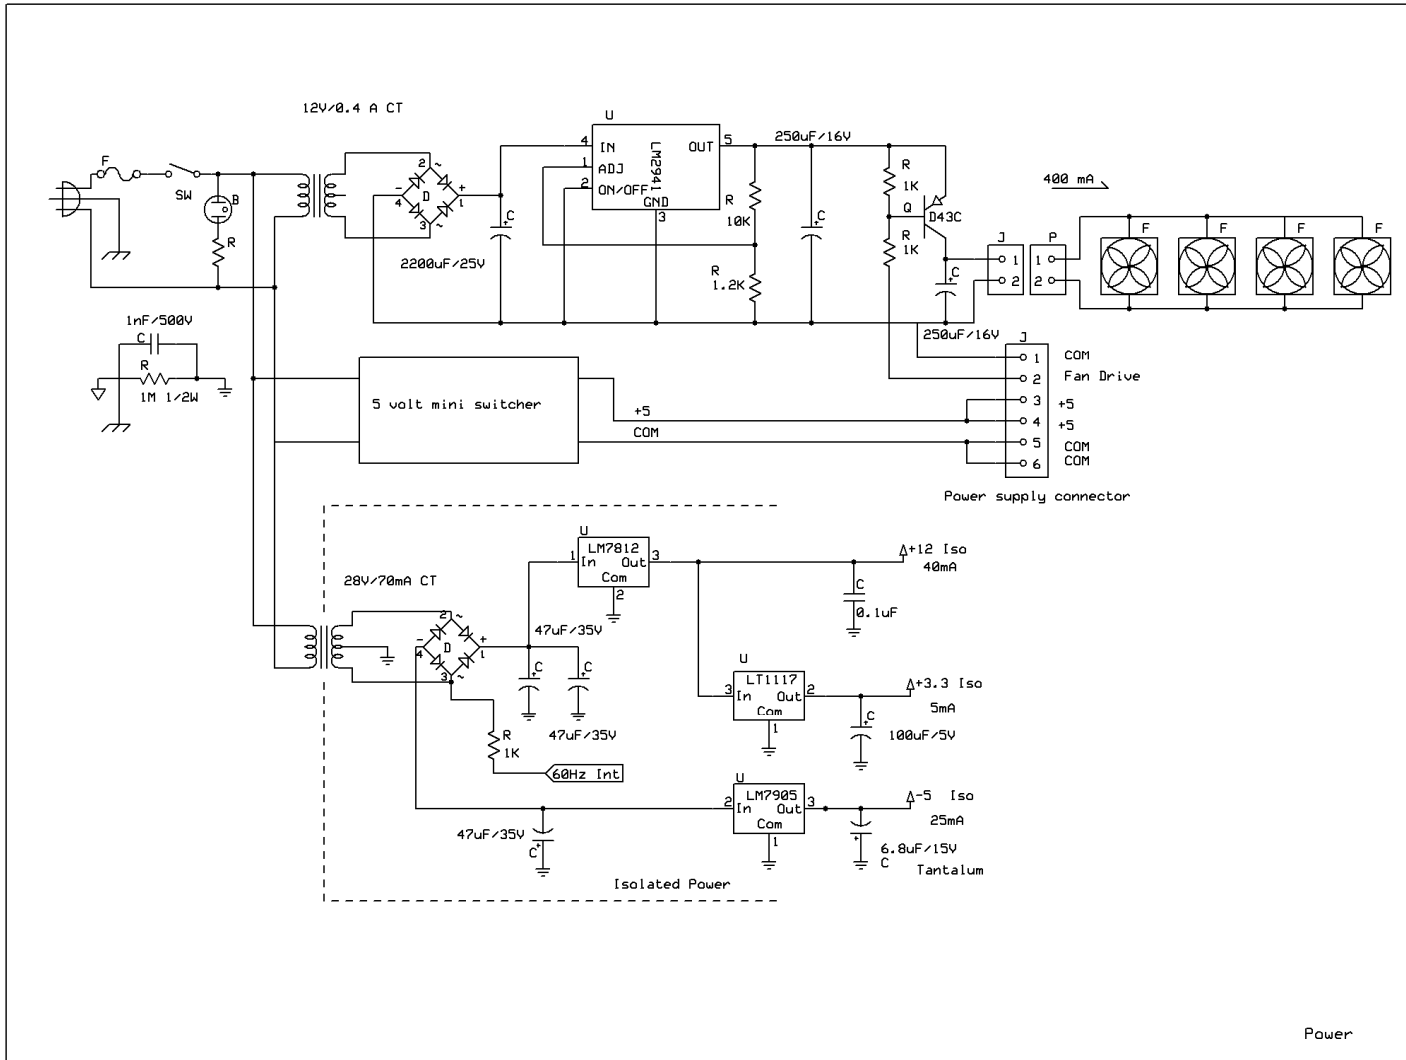 12V/0.4 A CT
F
SW
B
R
2
~
-
4
D
+
1
3
~
C
+
2200uF/25V
U
4 IN
1 ADJ
2 ON/OFF
LM2941
OUT 5
GND
3
R
10K
R
1.2K
250uF/16V
+
C
R
1K
Q
D43C
R
1K
+
C
250uF/16V
400 mA
J
1
2
P
1
2
F
F
F
F
1nF/500V
C
R
1M 1/2W
5 volt mini switcher
+5
COM
J
1 COM
2 Fan Drive
3 +5
4 +5
5 COM
6 COM
Power supply connector
28V/70mA CT
2
~
-
4
D
+
1
3
~
47uF/35V
+
C
+
C
47uF/35V
R
1K
60Hz Int
U
LM7812
1 In Out 3
Com
2
+12 Iso
40mA
C
0.1uF
U
LT1117
3 In Out 2
Com
1
+3.3 Iso
5mA
+
C
100uF/5V
U
LM7905
2 In Out 3
Com
1
-5 Iso
25mA
+
6.8uF/15V
C
Tantalum
47uF/35V
C
+
Isolated Power
Power